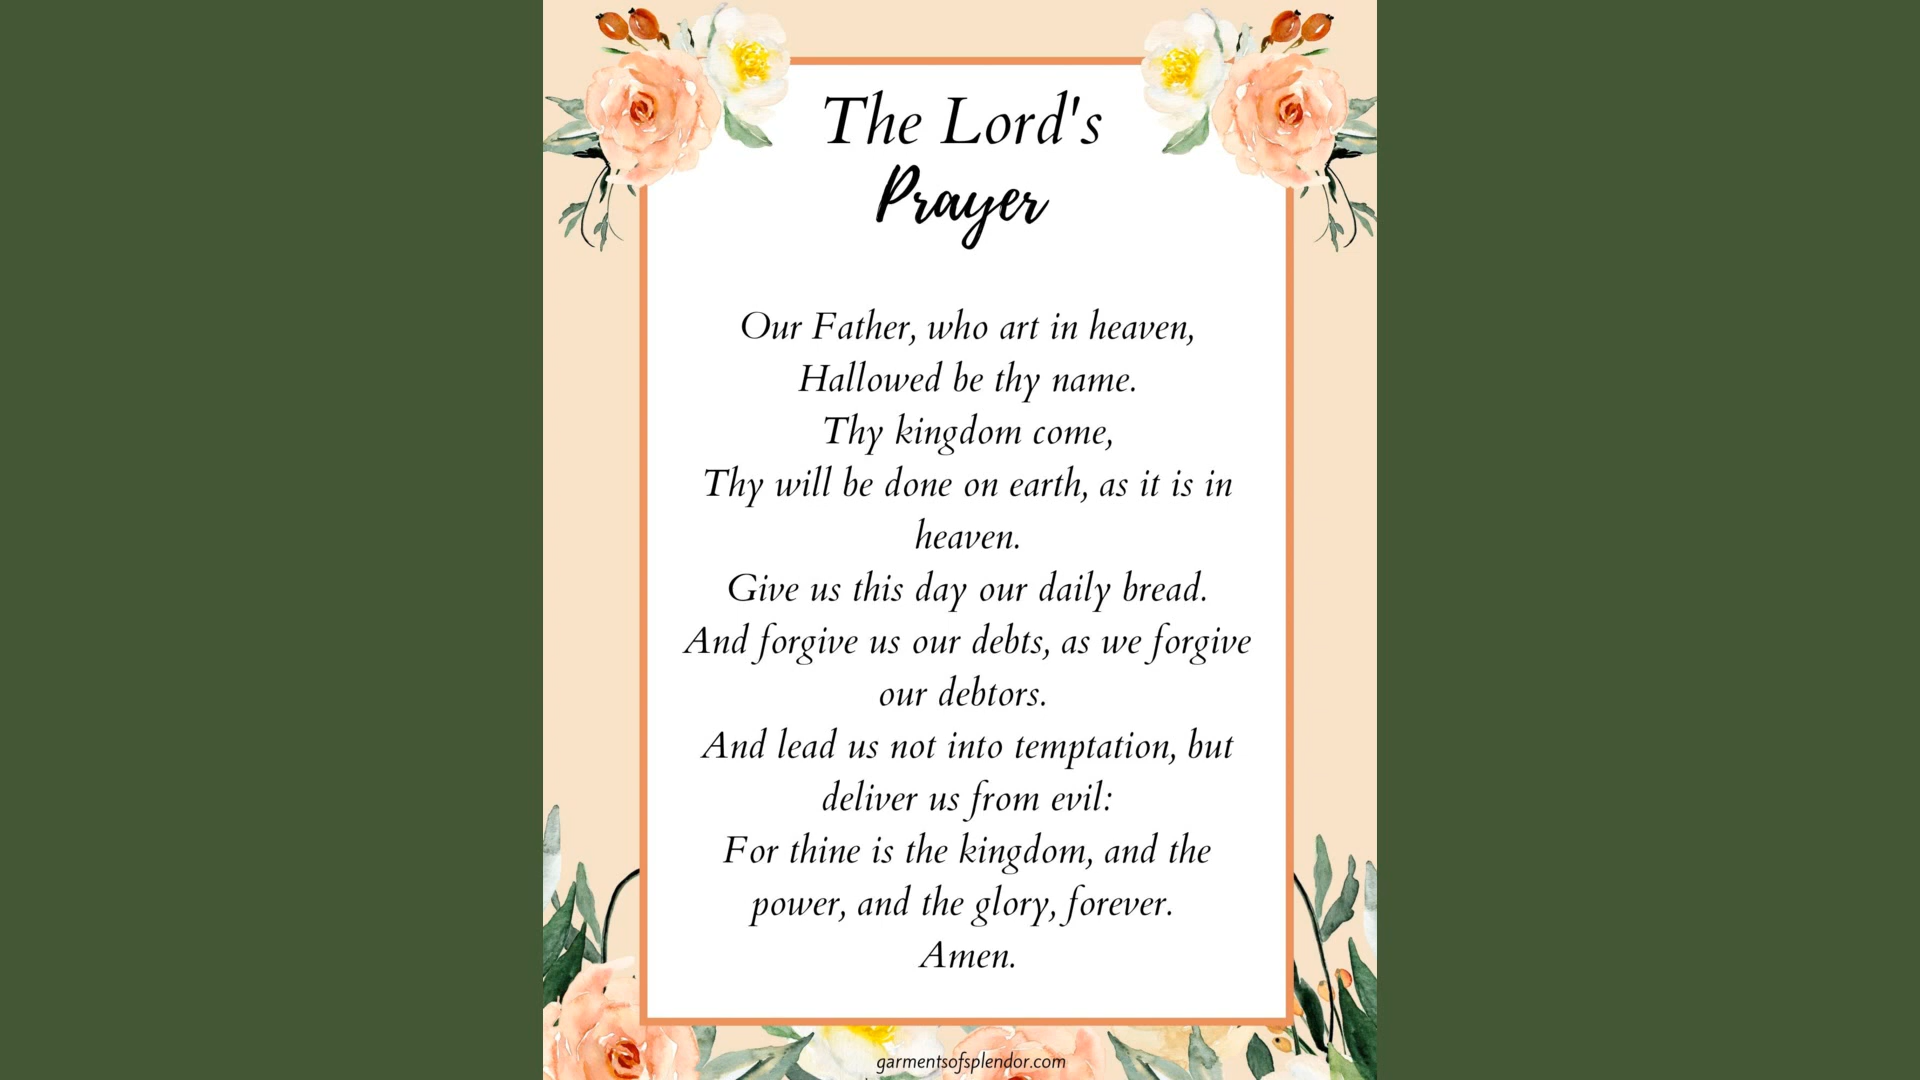 The Lord's
Prayer
Our Father, who art in heaven,
Hallowed be thy name.
Thy kingdom come,
Thy will be done on earth, as it is in
heaven.
Give us this day our daily bread.
And forgive us our debts, as we forgive
our debtors.
And lead us not into temptation, but
deliver us from evil:
For thine is the kingdom, and the
power, and the glory, forever.
Amen.
garmentsofsplendor.com